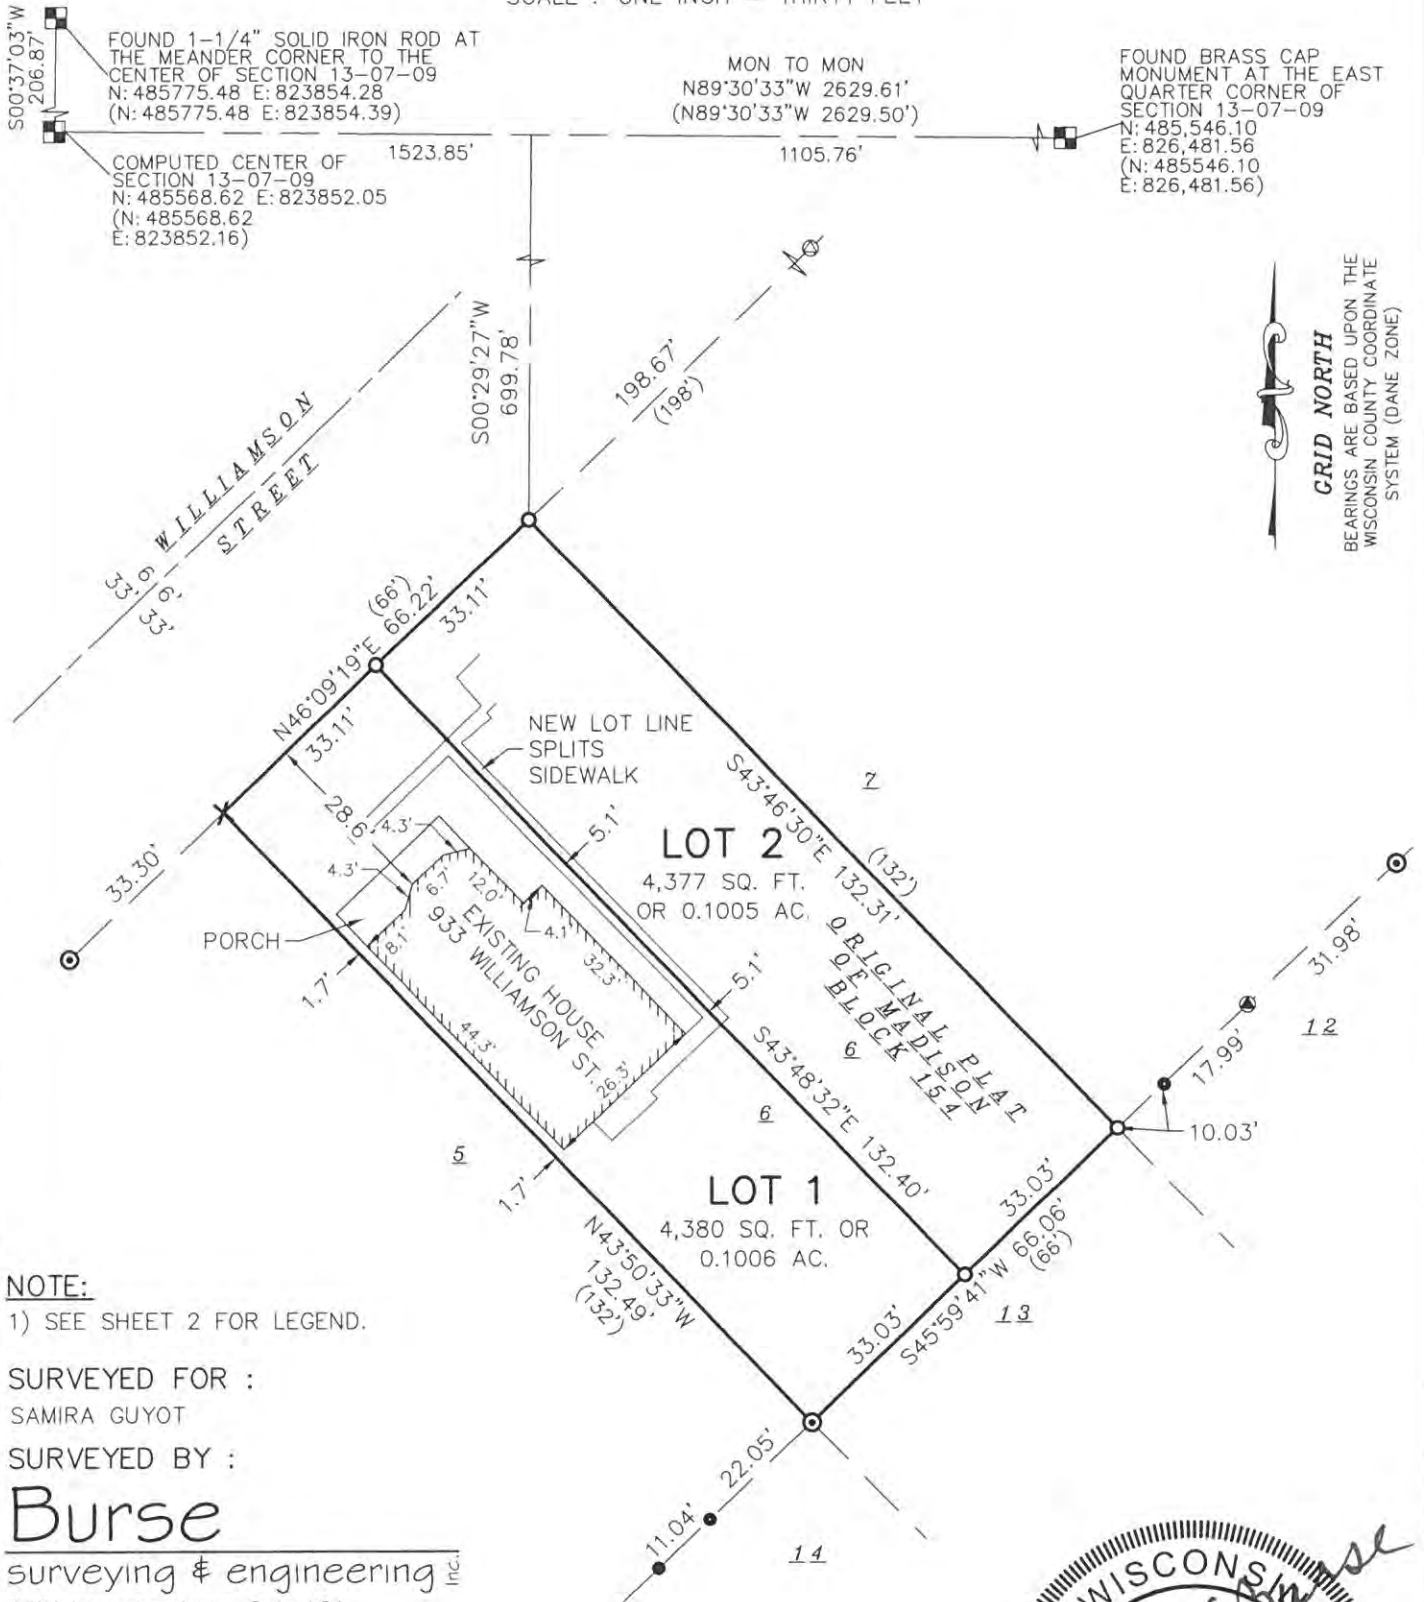 SCALE : ONE INCH = THIRTY FEET
S00°37'03"W
206.87'
FOUND 1-1/4" SOLID IRON ROD AT
THE MEANDER CORNER TO THE
CENTER OF SECTION 13-07-09
N: 485775.48 E: 823854.28
(N: 485775.48 E: 823854.39)
MON TO MON
N89°30'33"W 2629.61'
(N89°30'33"W 2629.50')
FOUND BRASS CAP
MONUMENT AT THE EAST
QUARTER CORNER OF
SECTION 13-07-09
N: 485,546.10
E: 826,481.56
(N: 485546.10
E: 826,481.56)
1523.85'
1105.76'
COMPUTED CENTER OF
SECTION 13-07-09
N: 485568.62 E: 823852.05
(N: 485568.62
E: 823852.16)
S00°29'27"W
699.78'
198.67'
(198')
GRID NORTH
BEARINGS ARE BASED UPON THE
WISCONSIN COUNTY COORDINATE
SYSTEM (DANE ZONE)
WILLIAMSON
STREET
33'
66'
33'
(66')
N46°09'19"E 66.22'
33.11'
33.11'
NEW LOT LINE
SPLITS
SIDEWALK
28.6'
4.3'
4.3'
6.7'
12.0'
4.1'
8.1'
32.3'
44.3'
26.3'
EXISTING HOUSE
933 WILLIAMSON ST.
PORCH
33.30'
1.7'
1.7'
5.1'
5.1'
LOT 2
4,377 SQ. FT.
OR 0.1005 AC.
S43°46'30"E 132.31'
(132')
7
ORIGINAL PLAT
OF MADISON
BLOCK 154
6
S43°48'32"E 132.40'
6
5
LOT 1
4,380 SQ. FT. OR
0.1006 AC.
N43°50'33"W
132.49'
(132')
31.98'
12
17.99'
10.03'
33.03'
S45°59'41"W 66.06'
(66')
33.03'
13
22.05'
11.04'
14
NOTE:
1) SEE SHEET 2 FOR LEGEND.
SURVEYED FOR :
SAMIRA GUYOT
SURVEYED BY :
Burse
surveying & engineering inc.
WISCONSIN